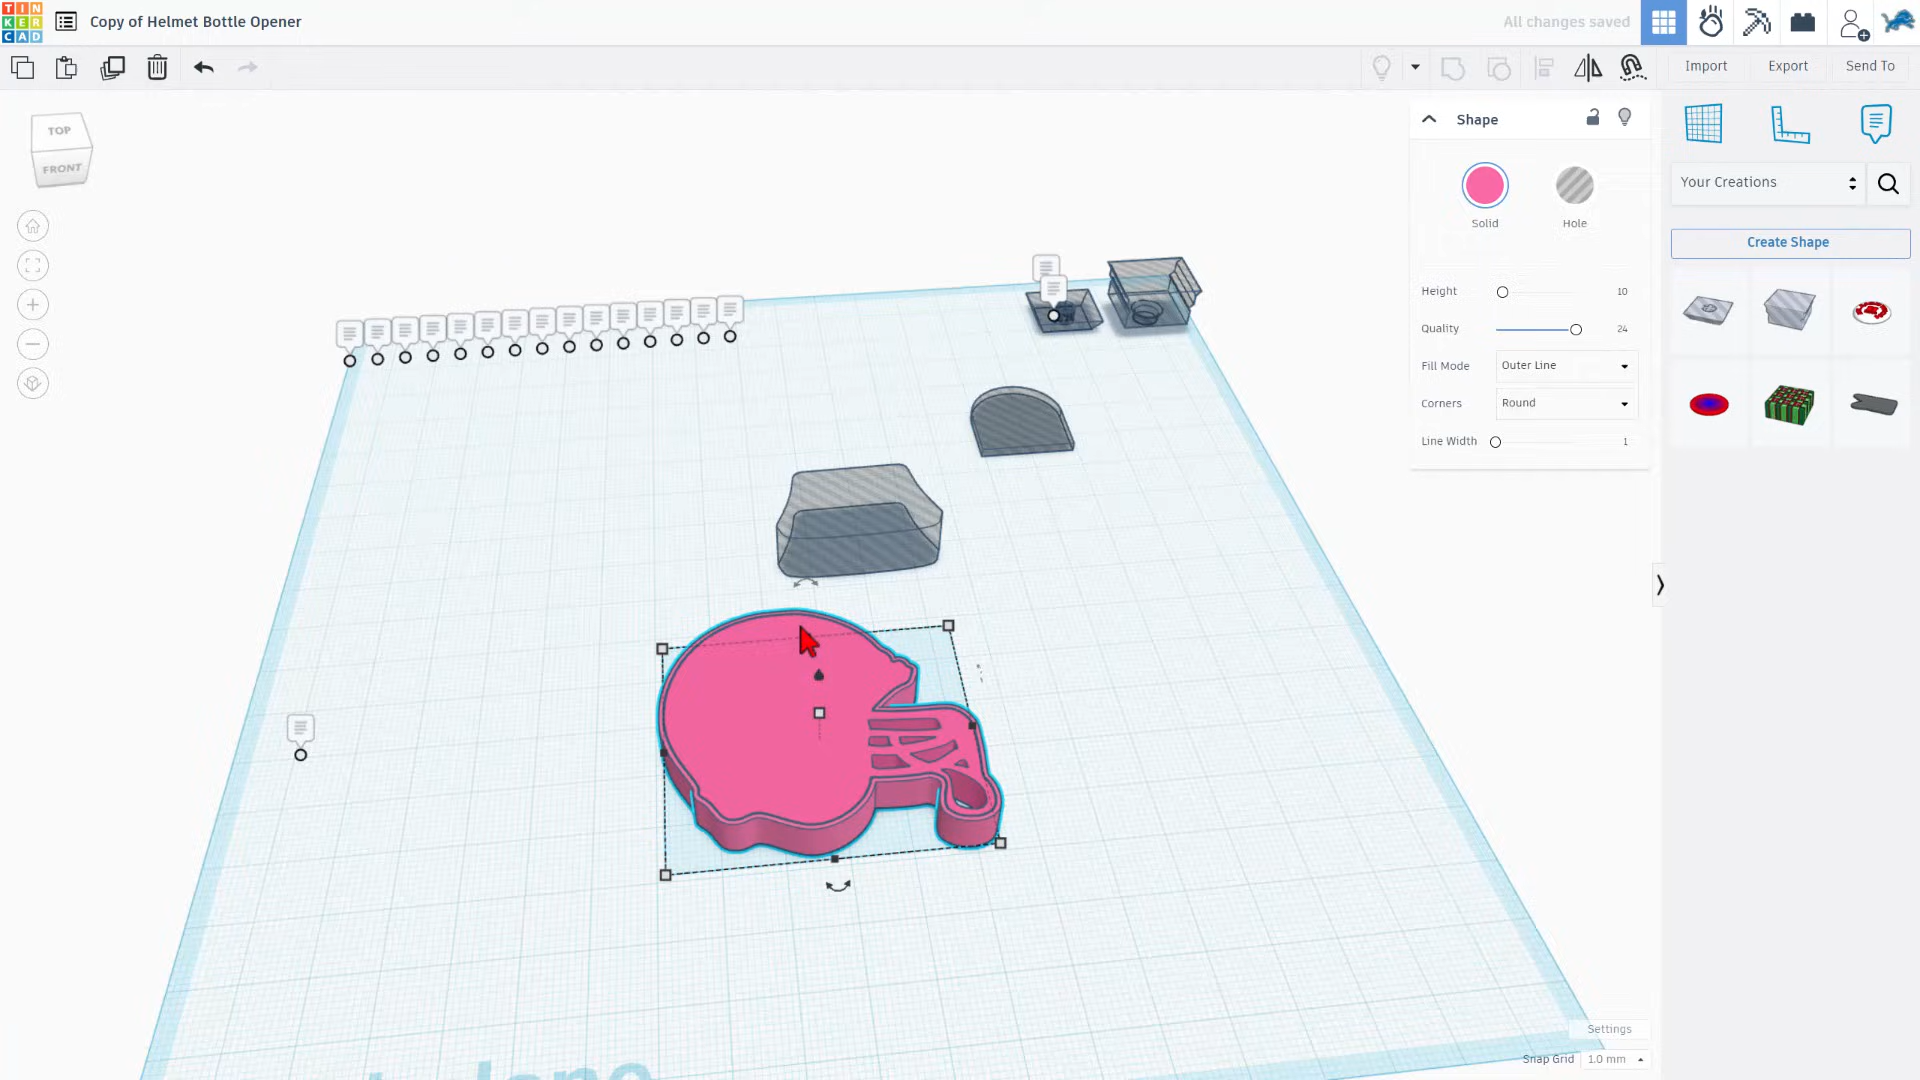 TIN
KER
CAD
Copy of Helmet Bottle Opener
All changes saved
Import
Export
Send To
TOP
FRONT
Shape
Solid
Hole
Height
10
Quality
24
Fill Mode
Outer Line
Corners
Round
Line Width
1
Your Creations
Create Shape
Settings
Snap Grid
1.0 mm